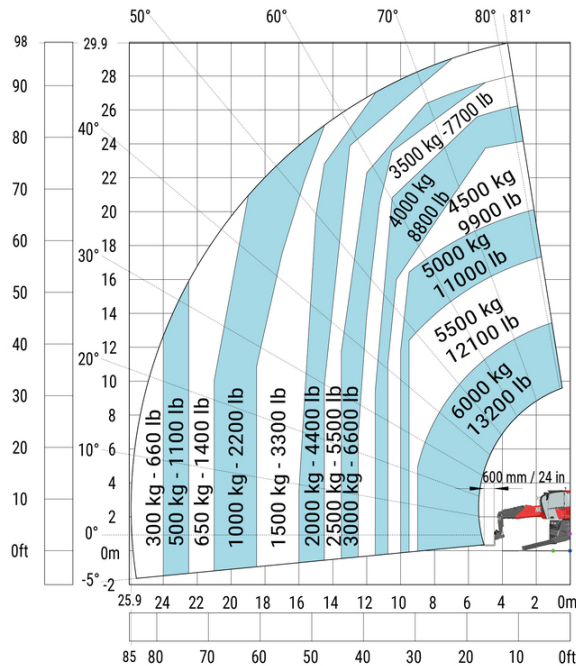 50° 60° 70° 80° 81°
98 29.9
28
90 26
40° 24
80 22
70 20
60 18
30° 16
50 14
40 20° 12
30 10
8
20 10° 6
4
10 2
0° 0m
0ft
-5° -2
3500 kg -7700 lb
4000 kg
8800 lb
4500 kg
9900 lb
5000 kg
11000 lb
5500 kg
12100 lb
6000 kg
13200 lb
300 kg - 660 lb
500 kg - 1100 lb
650 kg - 1400 lb
1000 kg - 2200 lb
1500 kg - 3300 lb
2000 kg - 4400 lb
2500 kg - 5500 lb
3000 kg - 6600 lb
600 mm / 24 in
25.9 24 22 20 18 16 14 12 10 8 6 4 2 0m
85 80 70 60 50 40 30 20 10 0ft